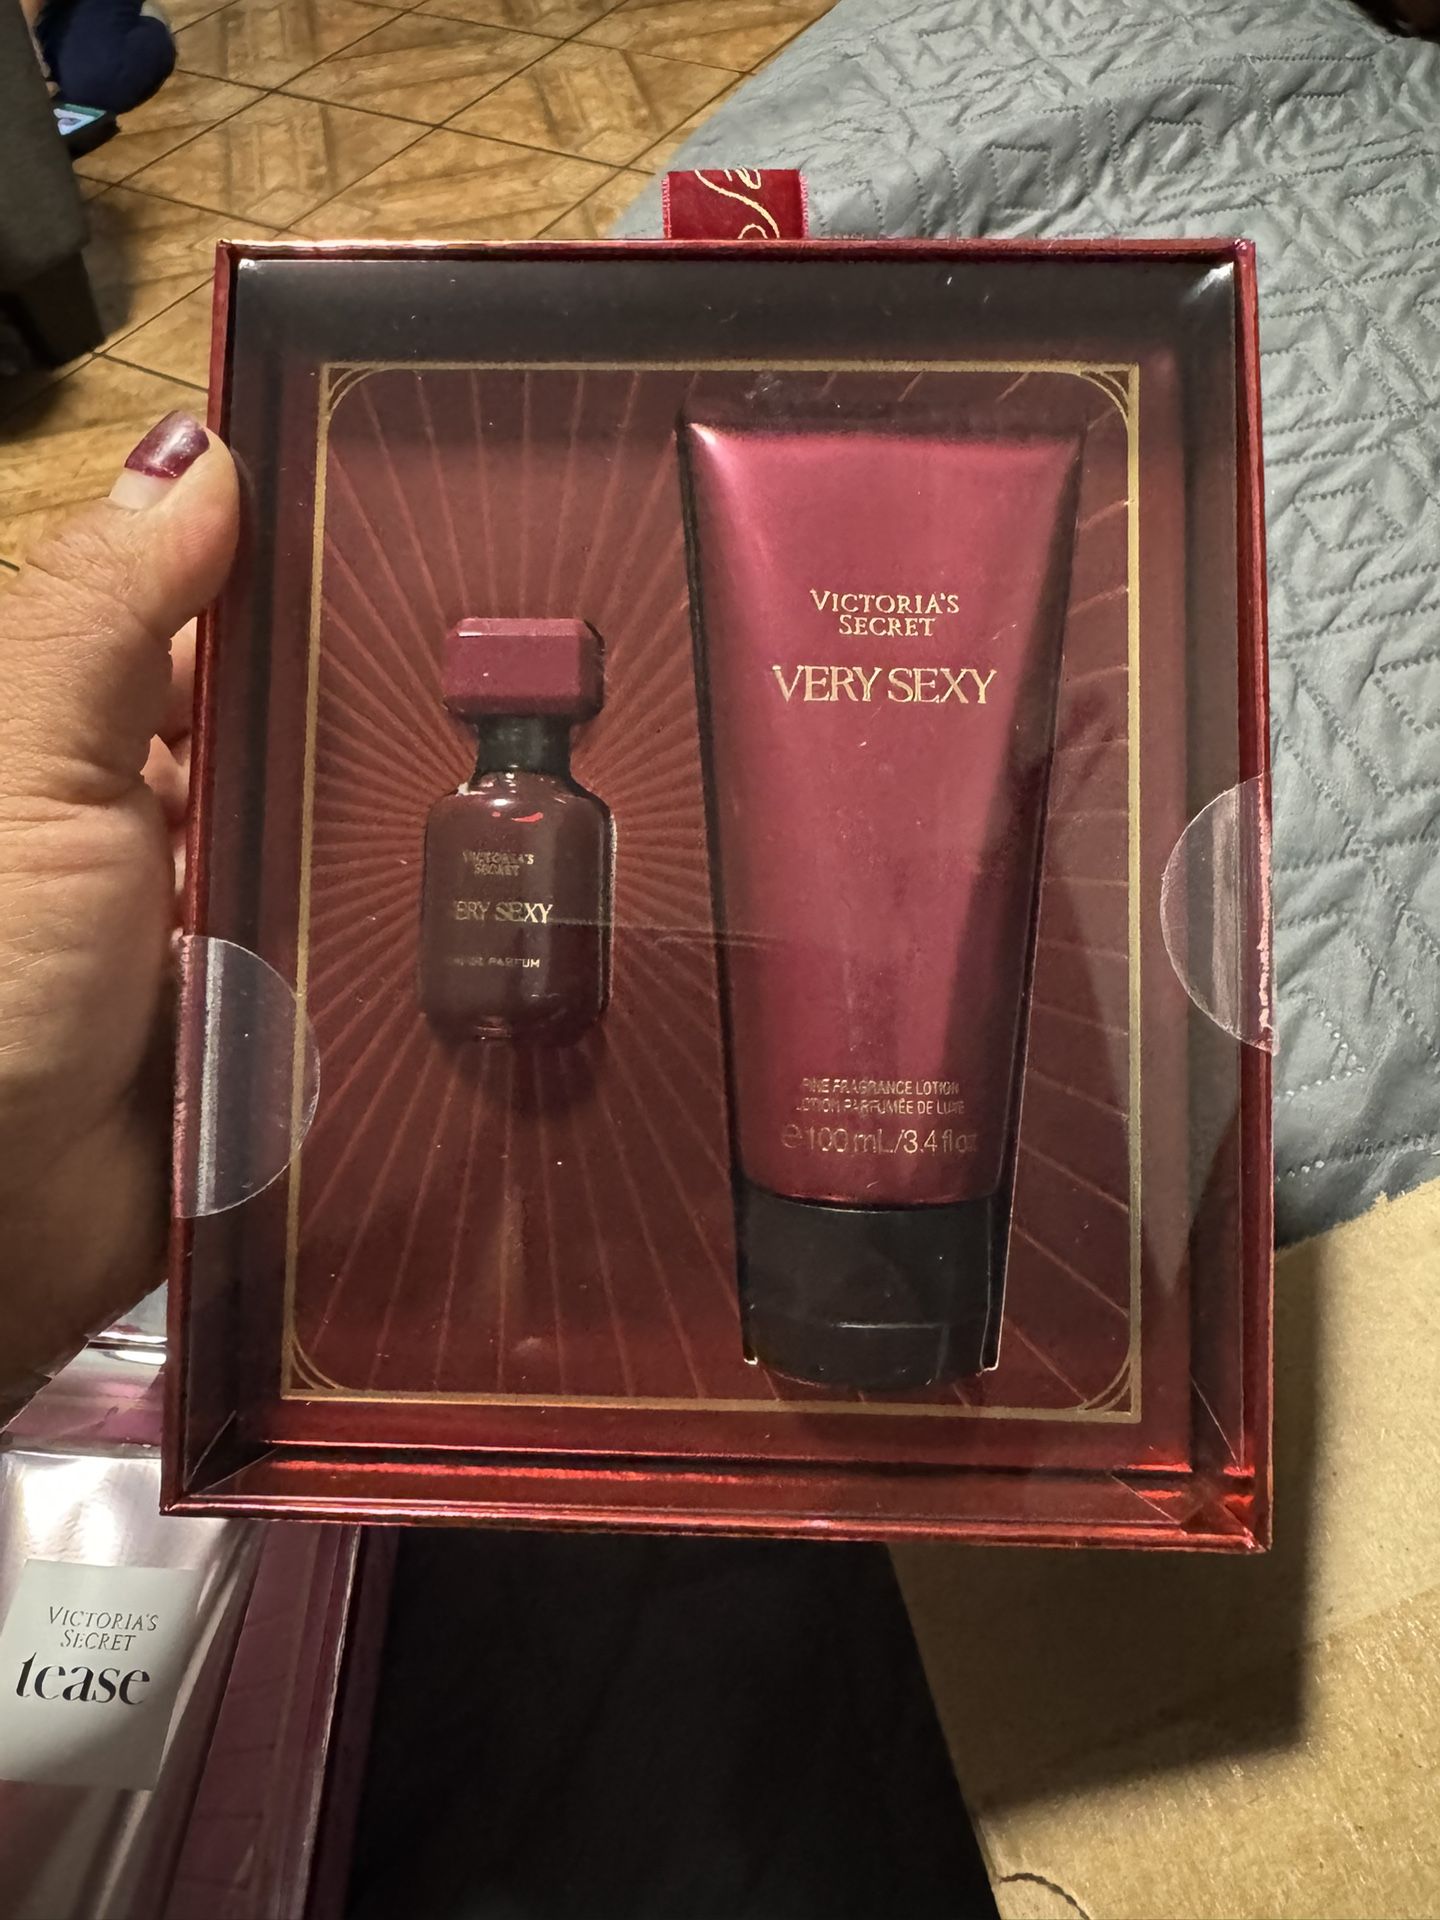 VICTORIA'S
SECRET
VERY SEXY
VICTORIA'S
SECRET
VERY SEXY
PARFUM
FINE FRAGRANCE LOTION
LOTION PARFUMÉE DE LUXE
℮ 100 mL/3.4 fl oz
VICTORIA'S
SECRET
tease